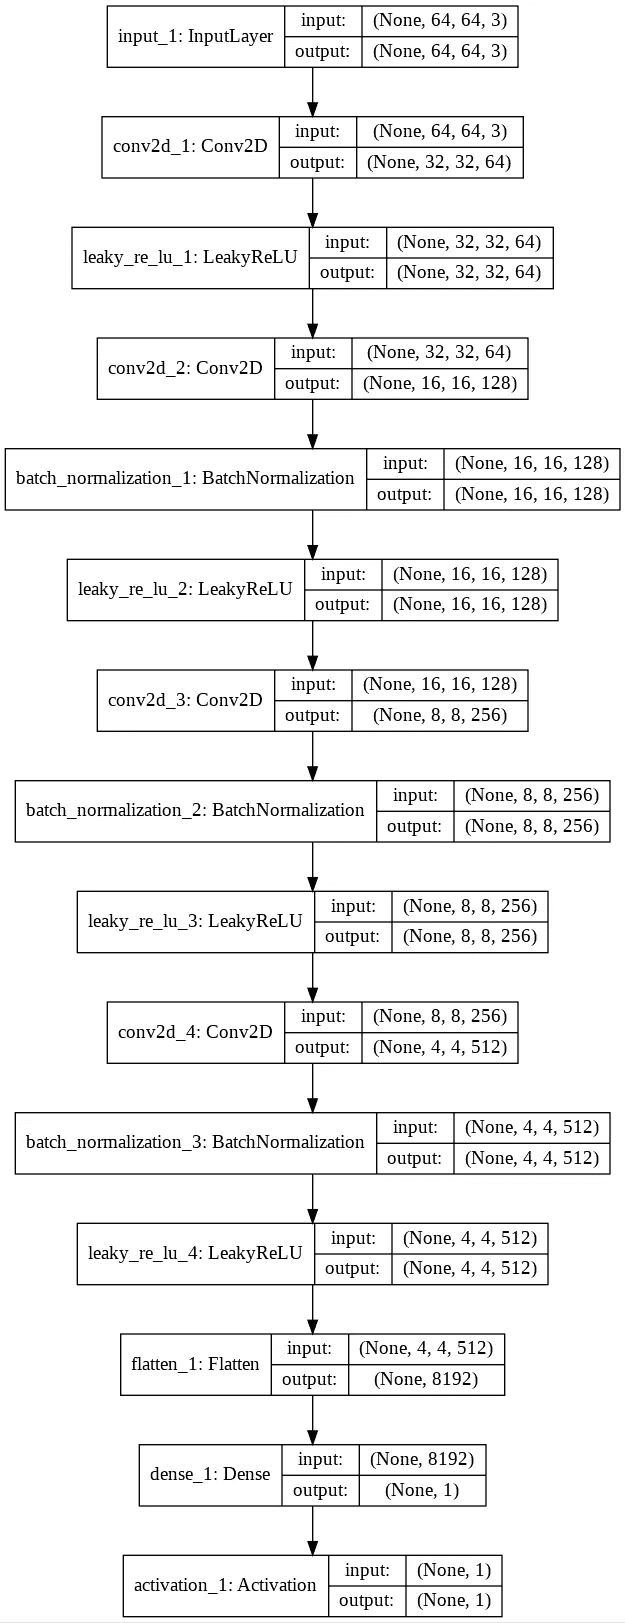 input_1: InputLayer input: (None, 64, 64, 3)
output: (None, 64, 64, 3)
conv2d_1: Conv2D input: (None, 64, 64, 3)
output: (None, 32, 32, 64)
leaky_re_lu_1: LeakyReLU input: (None, 32, 32, 64)
output: (None, 32, 32, 64)
conv2d_2: Conv2D input: (None, 32, 32, 64)
output: (None, 16, 16, 128)
batch_normalization_1: BatchNormalization input: (None, 16, 16, 128)
output: (None, 16, 16, 128)
leaky_re_lu_2: LeakyReLU input: (None, 16, 16, 128)
output: (None, 16, 16, 128)
conv2d_3: Conv2D input: (None, 16, 16, 128)
output: (None, 8, 8, 256)
batch_normalization_2: BatchNormalization input: (None, 8, 8, 256)
output: (None, 8, 8, 256)
leaky_re_lu_3: LeakyReLU input: (None, 8, 8, 256)
output: (None, 8, 8, 256)
conv2d_4: Conv2D input: (None, 8, 8, 256)
output: (None, 4, 4, 512)
batch_normalization_3: BatchNormalization input: (None, 4, 4, 512)
output: (None, 4, 4, 512)
leaky_re_lu_4: LeakyReLU input: (None, 4, 4, 512)
output: (None, 4, 4, 512)
flatten_1: Flatten input: (None, 4, 4, 512)
output: (None, 8192)
dense_1: Dense input: (None, 8192)
output: (None, 1)
activation_1: Activation input: (None, 1)
output: (None, 1)